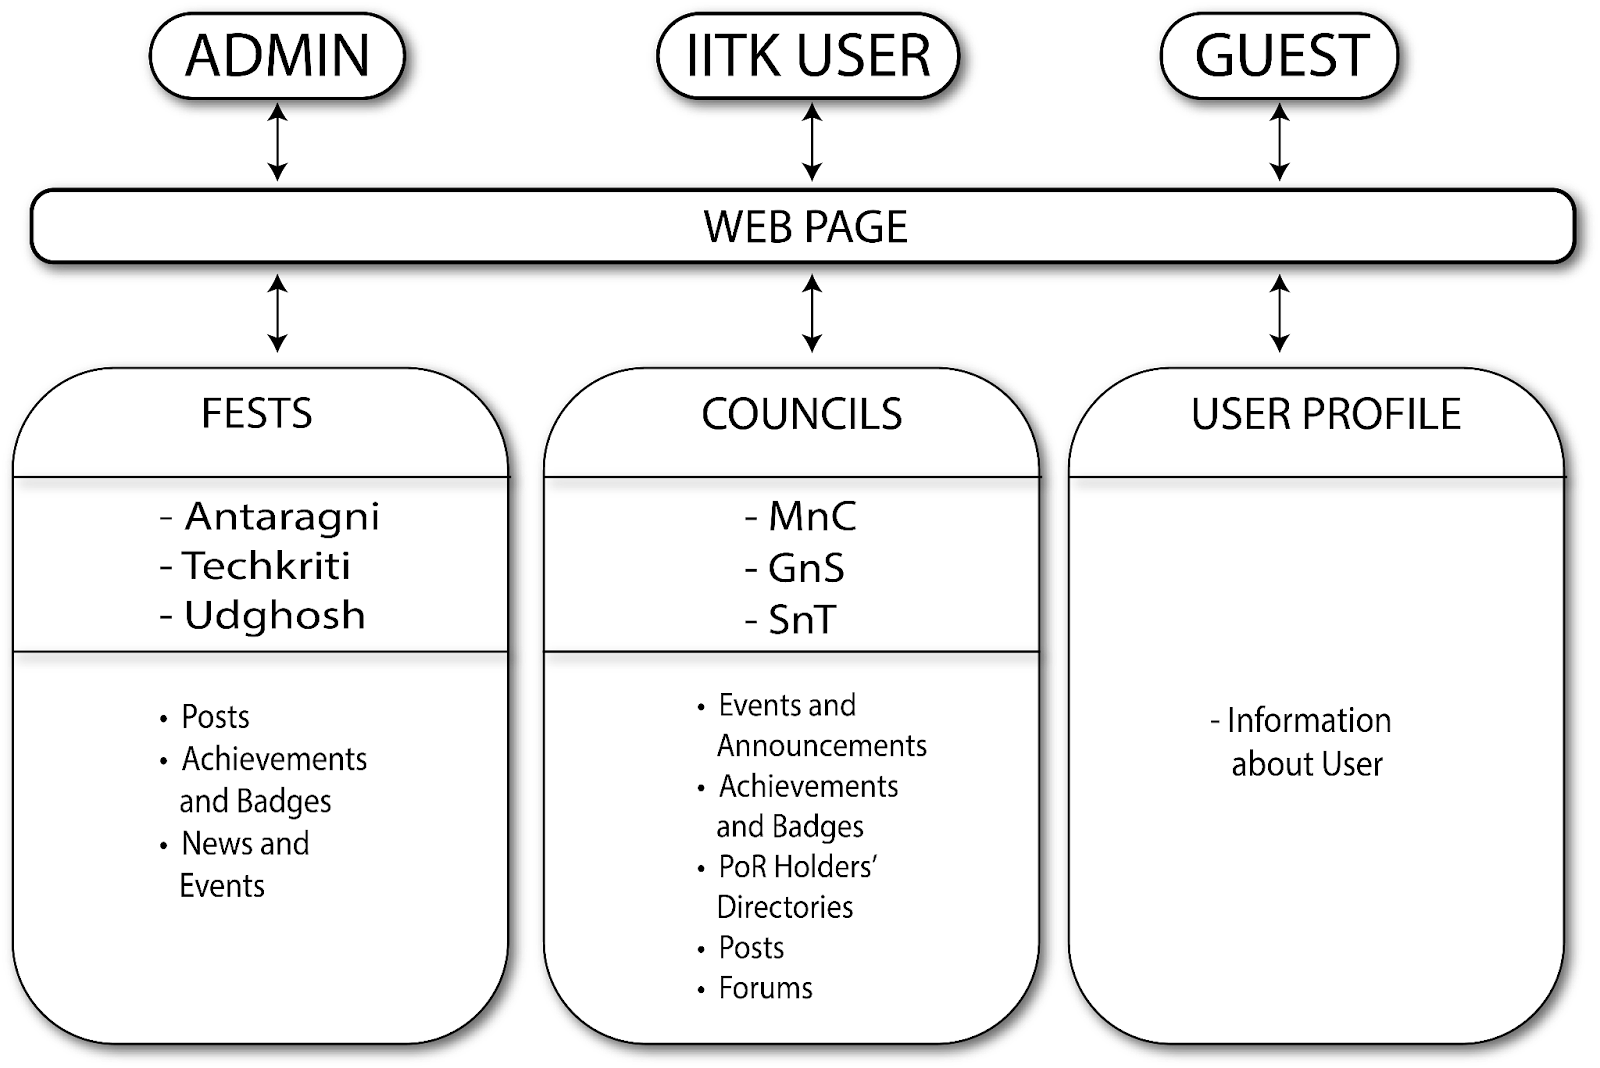 ADMIN
IITK USER
GUEST
WEB PAGE
FESTS
- Antaragni
- Techkriti
- Udghosh
• Posts
• Achievements
and Badges
• News and
Events
COUNCILS
- MnC
- GnS
- SnT
• Events and
Announcements
• Achievements
and Badges
• PoR Holders’
Directories
• Posts
• Forums
USER PROFILE
- Information
about User